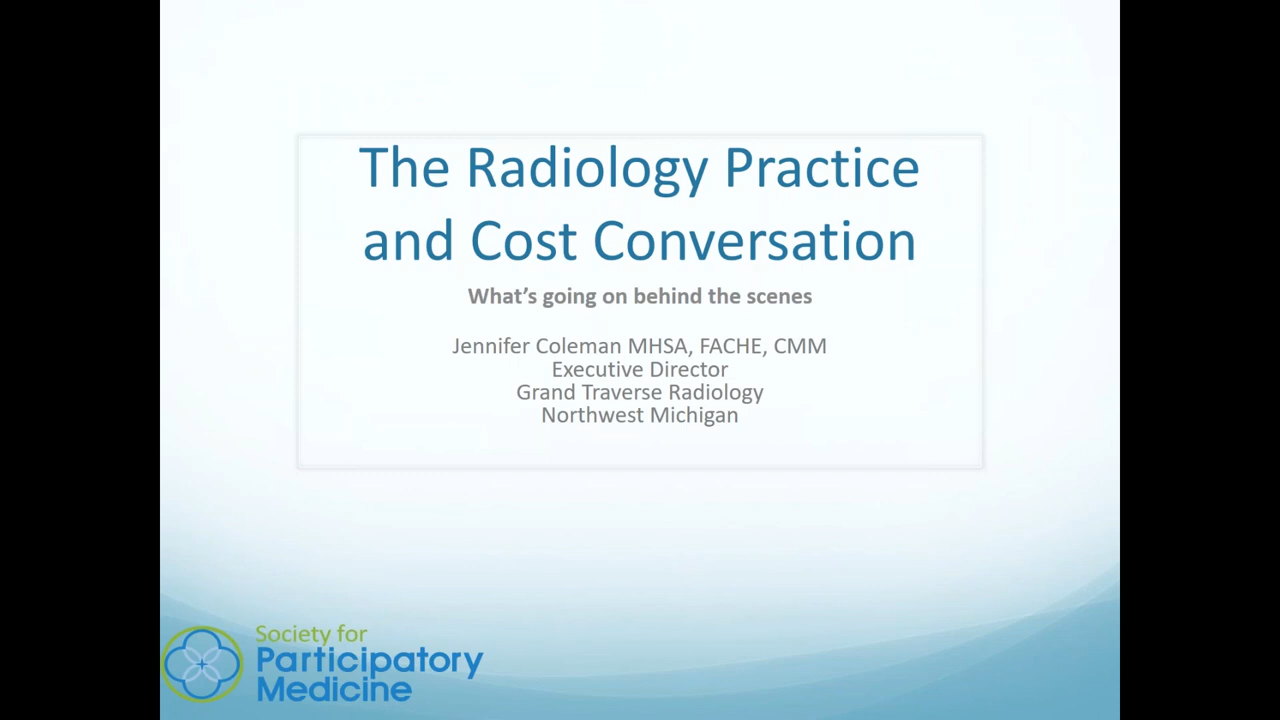 The Radiology Practice
and Cost Conversation
What’s going on behind the scenes
Jennifer Coleman MHSA, FACHE, CMM
Executive Director
Grand Traverse Radiology
Northwest Michigan
Society for
Participatory
Medicine